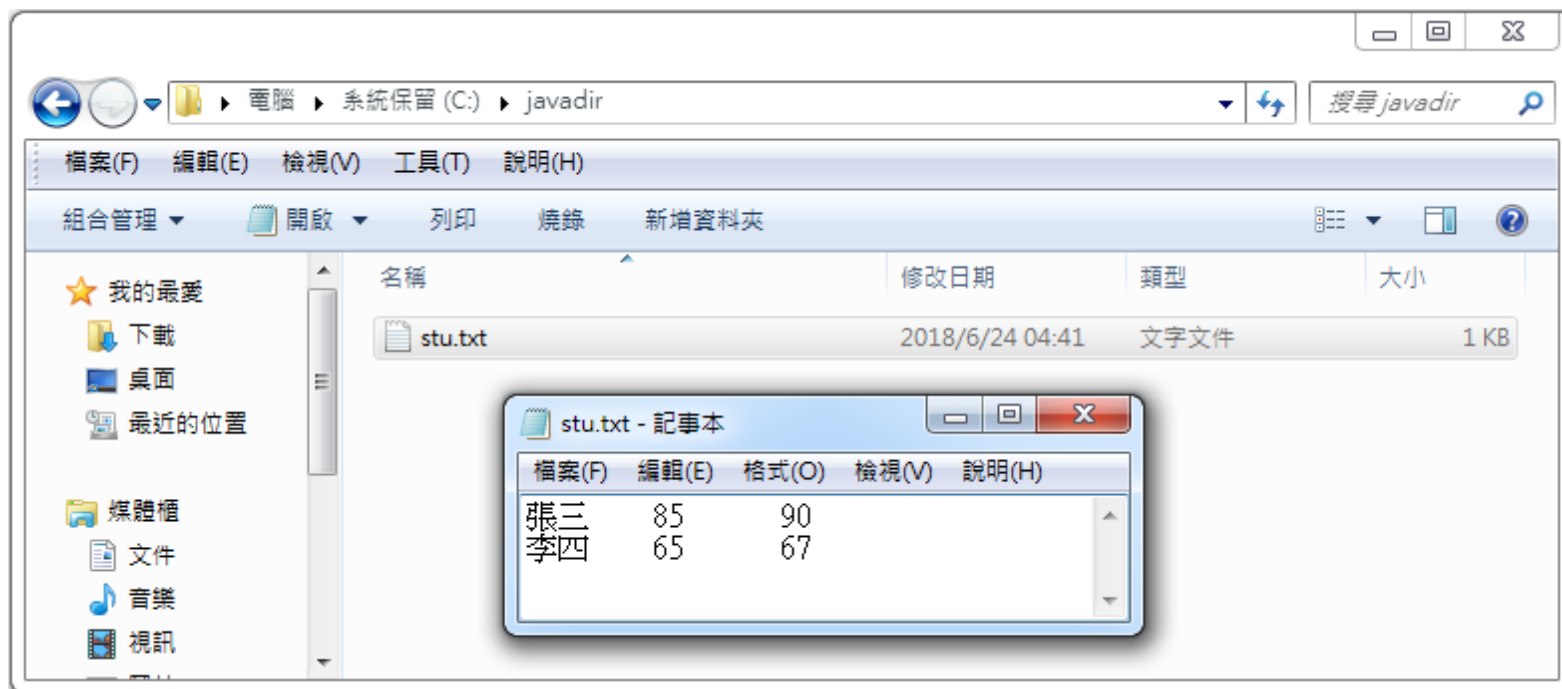 電腦 系統保留 (C:) javadir 搜尋 javadir
檔案(F) 編輯(E) 檢視(V) 工具(T) 說明(H)
組合管理 開啟 列印 燒錄 新增資料夾
名稱 修改日期 類型 大小
我的最愛
下載
桌面
最近的位置
媒體櫃
文件
音樂
視訊
stu.txt 2018/6/24 04:41 文字文件 1 KB
stu.txt - 記事本
檔案(F) 編輯(E) 格式(O) 檢視(V) 說明(H)
張三 85 90
李四 65 67